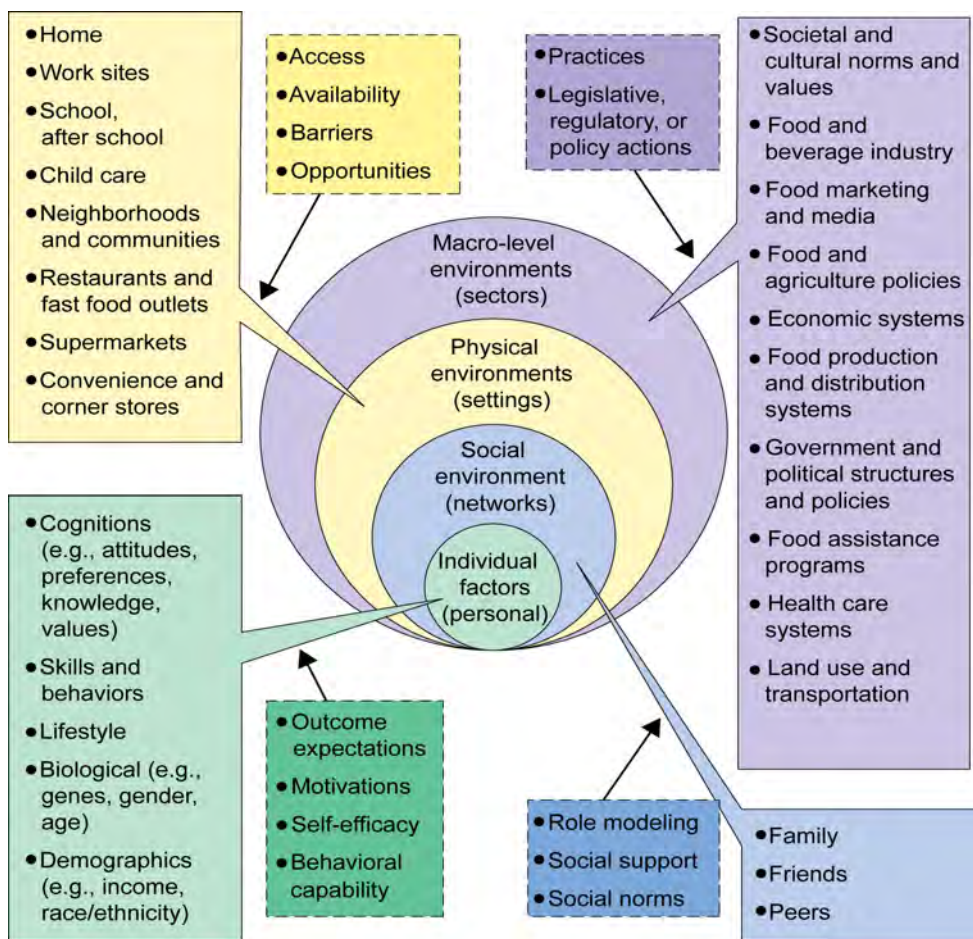 •Home
•Work sites
•School,
after school
•Child care
•Neighborhoods
and communities
•Restaurants and
fast food outlets
•Supermarkets
•Convenience and
corner stores
•Access
•Availability
•Barriers
•Opportunities
•Practices
•Legislative,
regulatory, or
policy actions
•Societal and
cultural norms and
values
• Food and
beverage industry
•Food marketing
and media
• Food and
agriculture policies
•Economic systems
• Food production
and distribution
systems
•Government and
political structures
and policies
•Food assistance
programs
•Health care
systems
• Land use and
transportation
Macro-level
environments
(sectors)
Physical
environments
(settings)
Social
environment
(networks)
Individual
factors
(personal)
•Cognitions
(e.g., attitudes,
preferences,
knowledge,
values)
•Skills and
behaviors
•Lifestyle
•Biological (e.g.,
genes, gender,
age)
•Demographics
(e.g., income,
race/ethnicity)
•Outcome
expectations
•Motivations
•Self-efficacy
•Behavioral
capability
•Role modeling
•Social support
•Social norms
•Family
•Friends
•Peers